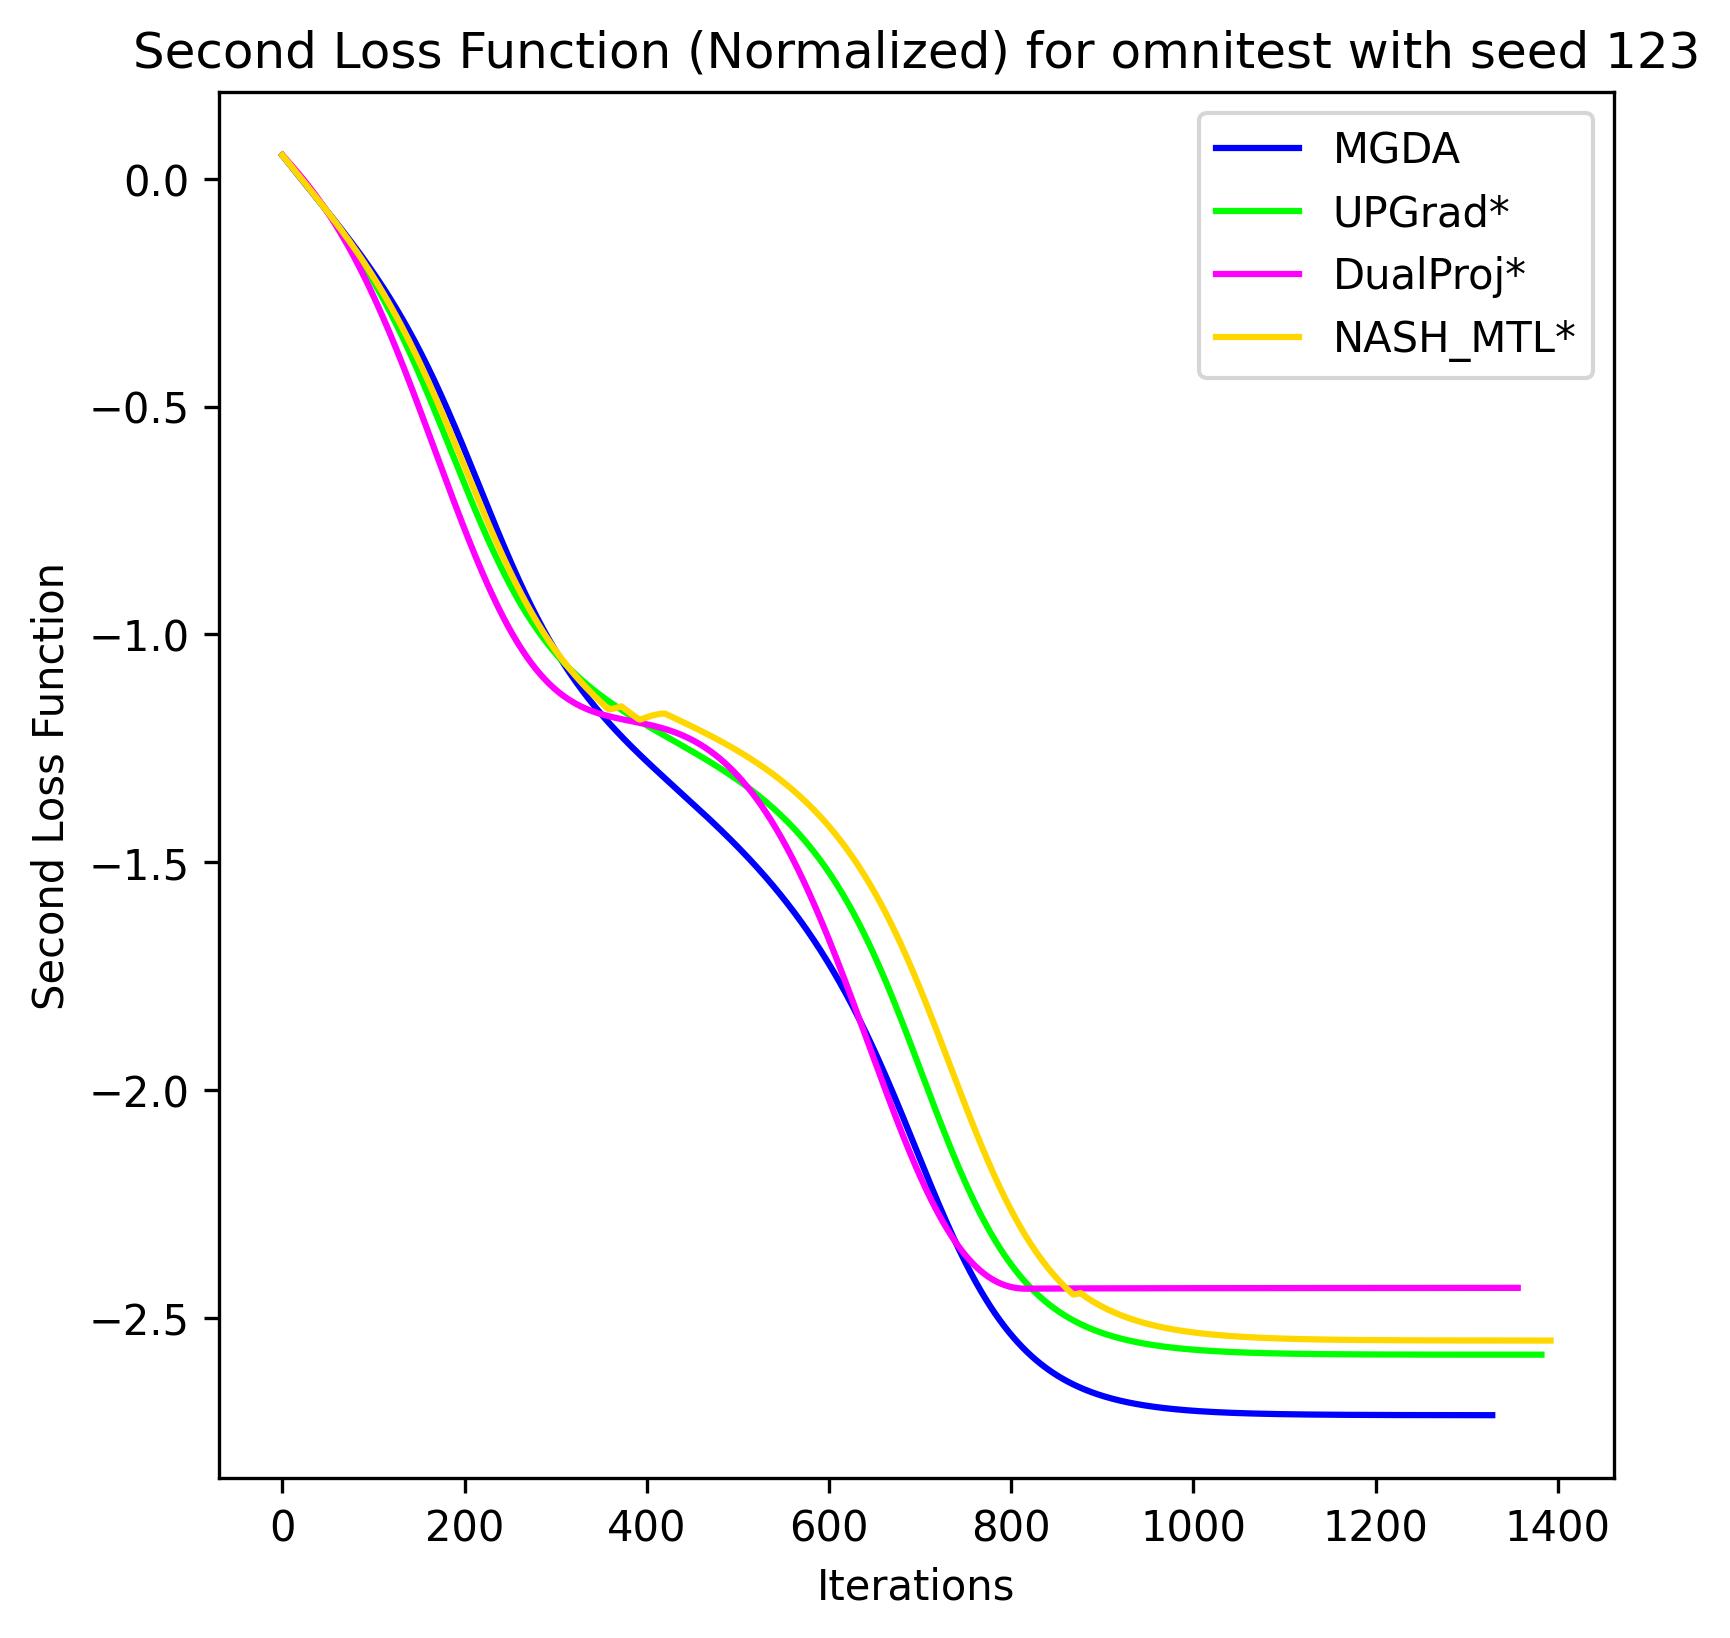 Second Loss Function (Normalized) for omnitest with seed 123
MGDA
UPGrad*
DualProj*
NASH_MTL*
Second Loss Function
0.0
−0.5
−1.0
−1.5
−2.0
−2.5
0 200 400 600 800 1000 1200 1400
Iterations